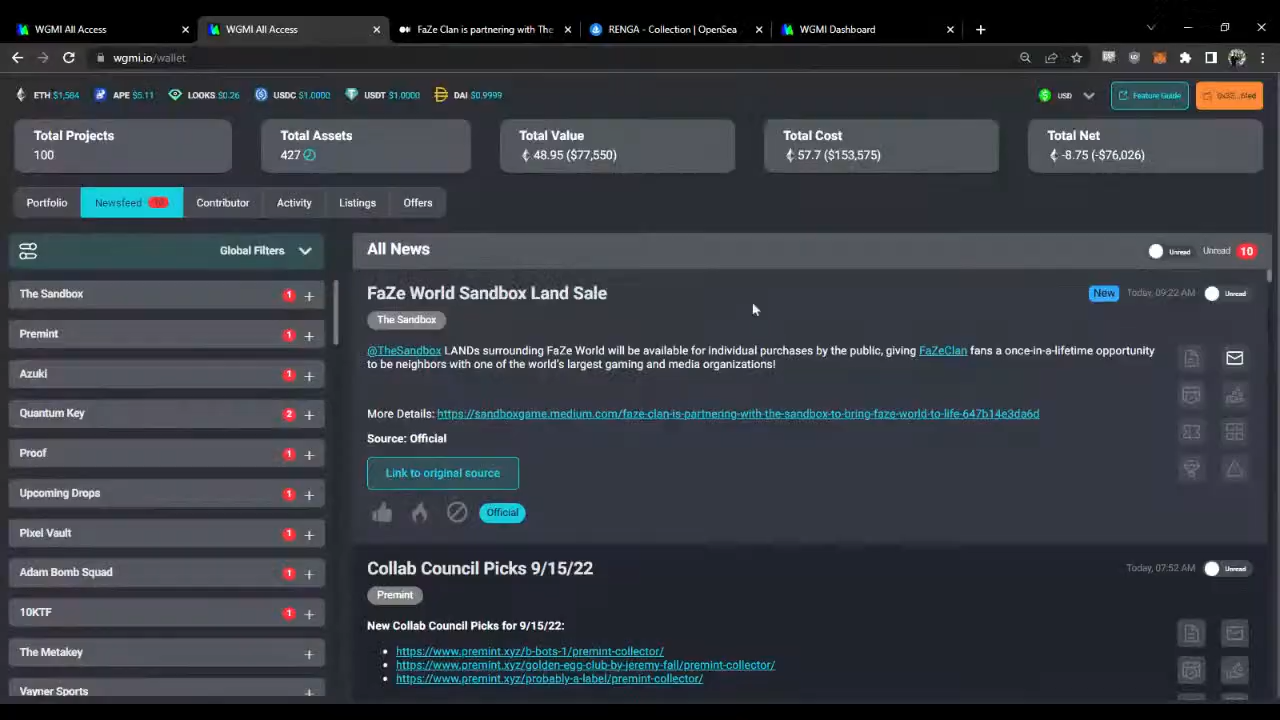 WGMI All Access
WGMI All Access
FaZe Clan is partnering with The
RENGA - Collection | OpenSea
WGMI Dashboard
wgmi.io/wallet
ETH $1,584
APE $5.11
LOOKS $0.26
USDC $1.0000
USDT $1.0000
DAI $0.9999
USD
Feature Guide
Total Projects
100
Total Assets
427
Total Value
48.95 ($77,550)
Total Cost
57.7 ($153,575)
Total Net
-8.75 (-$76,026)
Portfolio
Newsfeed 10
Contributor
Activity
Listings
Offers
Global Filters
The Sandbox 1 +
Premint 1 +
Azuki 1 +
Quantum Key 2 +
Proof 1 +
Upcoming Drops 1 +
Pixel Vault 1 +
Adam Bomb Squad 1 +
10KTF 1 +
The Metakey +
Vayner Sports
All News
Unread
Unread 10
FaZe World Sandbox Land Sale
New
Today, 09:22 AM
Unread
The Sandbox
@TheSandbox LANDs surrounding FaZe World will be available for individual purchases by the public, giving FaZeClan fans a once-in-a-lifetime opportunity
to be neighbors with one of the world's largest gaming and media organizations!
More Details: https://sandboxgame.medium.com/faze-clan-is-partnering-with-the-sandbox-to-bring-faze-world-to-life-647b14e3da6d
Source: Official
Link to original source
Official
Collab Council Picks 9/15/22
Today, 07:52 AM
Unread
Premint
New Collab Council Picks for 9/15/22:
https://www.premint.xyz/b-bots-1/premint-collector/
https://www.premint.xyz/golden-egg-club-by-jeremy-fall/premint-collector/
https://www.premint.xyz/probably-a-label/premint-collector/